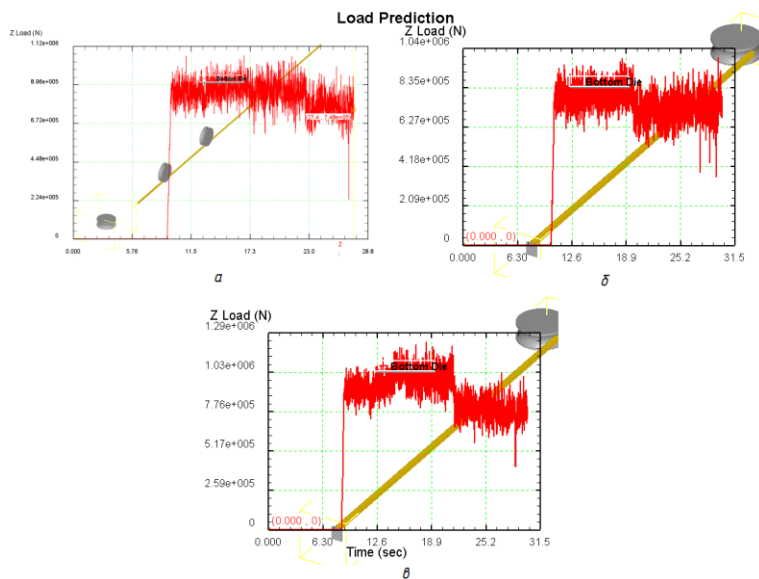 Load Prediction
Z Load (N)
1.12e+006
8.96e+005
6.72e+005
4.48e+005
2.24e+005
0
Bottom Die
Z
0.000 5.76 11.5 17.3 23.0 28.8
а
Z Load (N)
1.04e+006
8.35e+005
6.27e+005
4.18e+005
2.09e+005
0
Bottom Die
(0.000 , 0)
0.000 6.30 12.6 18.9 25.2 31.5
б
Z Load (N)
1.29e+006
1.03e+006
7.76e+005
5.17e+005
2.59e+005
0
Bottom Die
(0.000 , 0)
0.000 6.30 12.6 18.9 25.2 31.5
Time (sec)
в